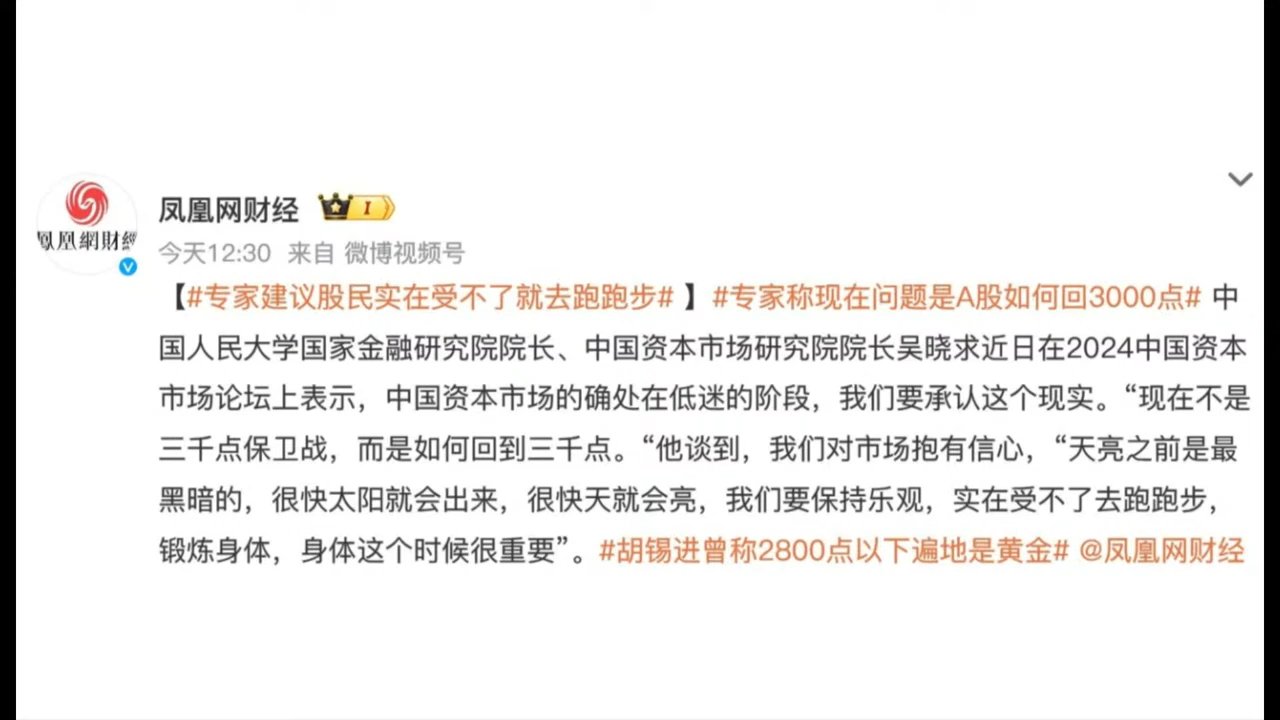 凤凰网财经 I
鳳凰網財經
今天12:30 来自 微博视频号
【#专家建议股民实在受不了就去跑跑步# 】#专家称现在问题是A股如何回3000点# 中
国人民大学国家金融研究院院长、中国资本市场研究院院长吴晓求近日在2024中国资本
市场论坛上表示，中国资本市场的确处在低迷的阶段，我们要承认这个现实。“现在不是
三千点保卫战，而是如何回到三千点。“他谈到，我们对市场抱有信心，“天亮之前是最
黑暗的，很快太阳就会出来，很快天就会亮，我们要保持乐观，实在受不了去跑跑步，
锻炼身体，身体这个时候很重要”。#胡锡进曾称2800点以下遍地是黄金# @凤凰网财经